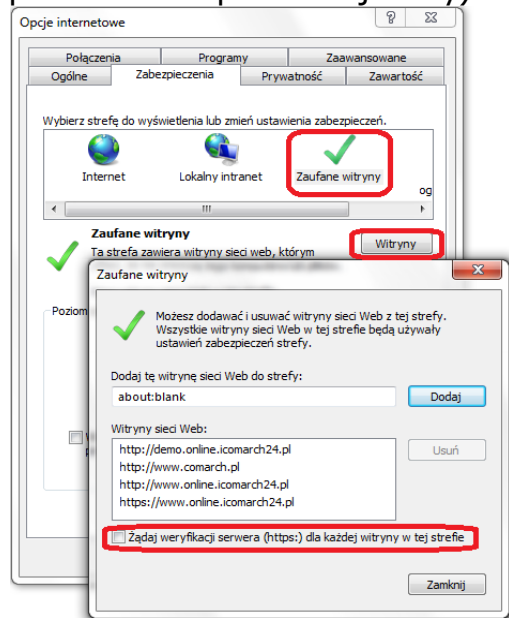 Opcje internetowe
Połączenia Programy Zaawansowane
Ogólne Zabezpieczenia Prywatność Zawartość
Wybierz strefę do wyświetlenia lub zmień ustawienia zabezpieczeń.
Internet Lokalny intranet Zaufane witryny
og
Zaufane witryny
Ta strefa zawiera witryny sieci web, którym
Witryny
Zaufane witryny
Poziom
Możesz dodawać i usuwać witryny sieci Web z tej strefy.
Wszystkie witryny sieci Web w tej strefie będą używały
ustawień zabezpieczeń strefy.
Dodaj tę witrynę sieci Web do strefy:
about:blank Dodaj
Witryny sieci Web:
http://demo.online.icomarch24.pl Usuń
http://www.comarch.pl
http://www.online.icomarch24.pl
https://www.online.icomarch24.pl
Żądaj weryfikacji serwera (https:) dla każdej witryny w tej strefie
Zamknij